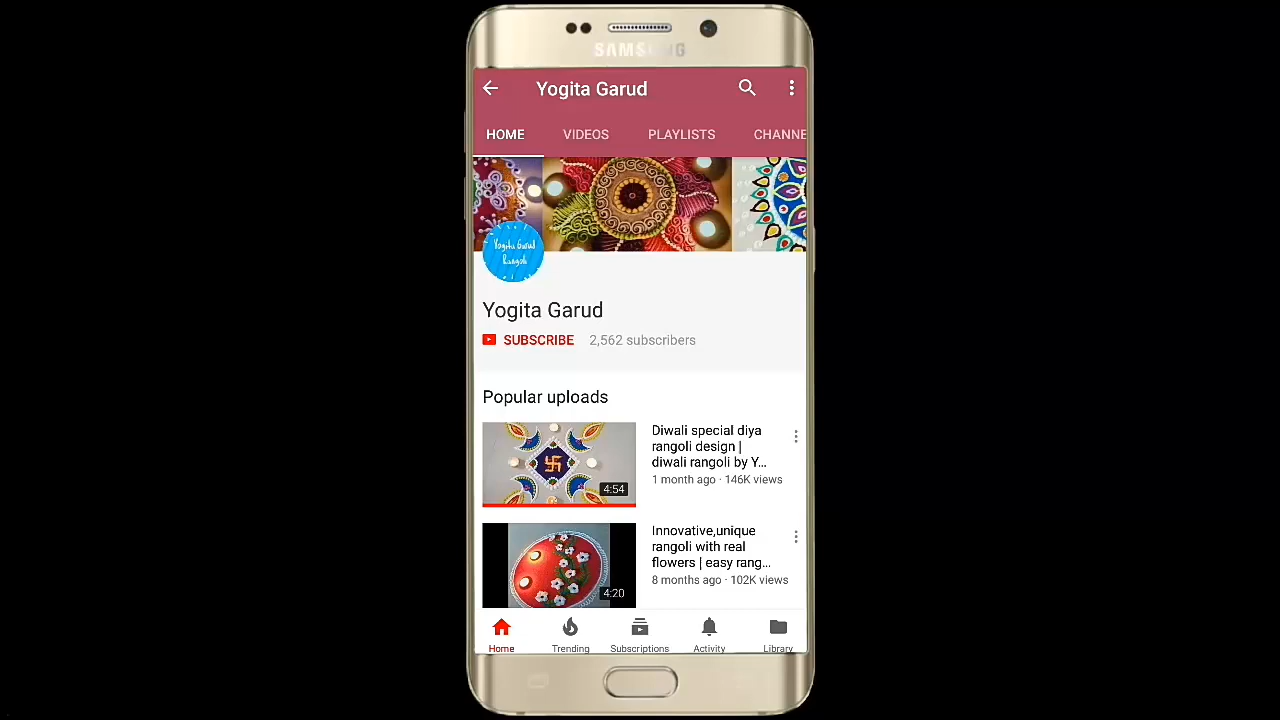 SAMSUNG
Yogita Garud
HOME VIDEOS PLAYLISTS CHANNE
Yogita Garud
Rangoli
Yogita Garud
SUBSCRIBE 2,562 subscribers
Popular uploads
Diwali special diya
rangoli design |
diwali rangoli by Y...
1 month ago · 146K views
4:54
Innovative,unique
rangoli with real
flowers | easy rang...
8 months ago · 102K views
4:20
Home Trending Subscriptions Activity Library